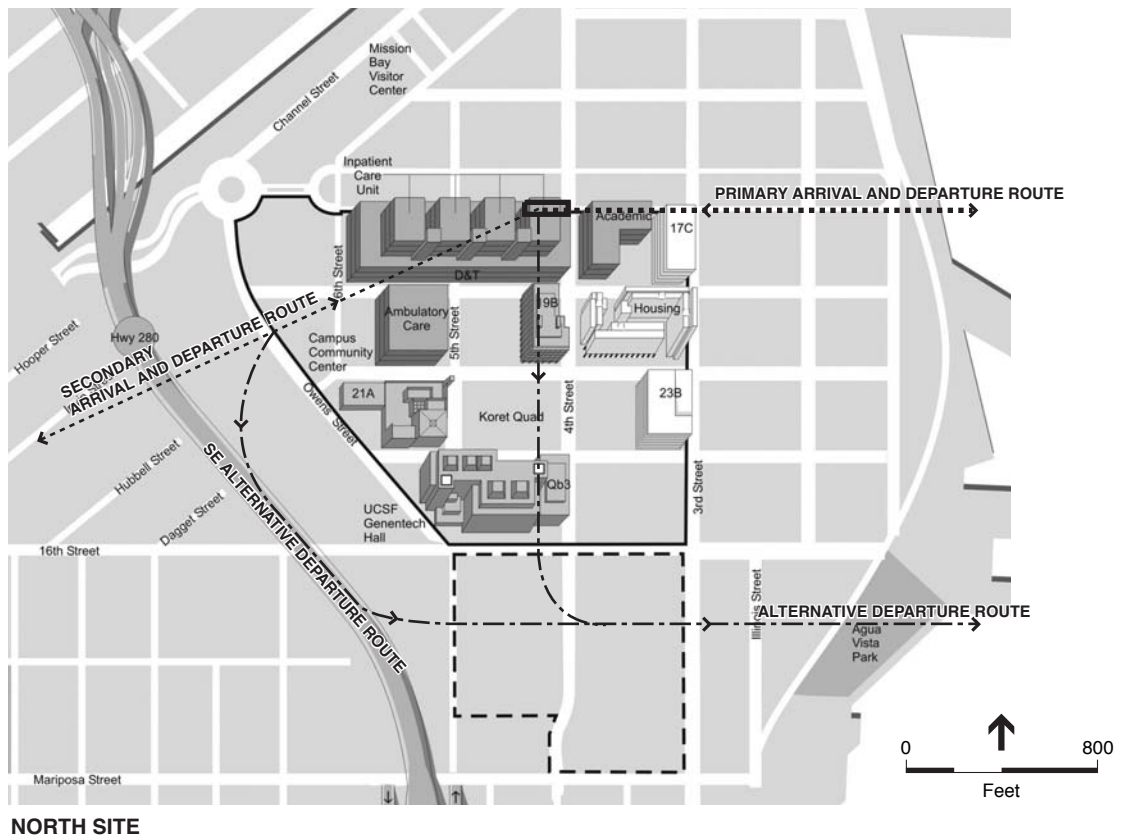 Mission
Bay
Visitor
Center
Channel Street
Inpatient
Care
Unit
PRIMARY ARRIVAL AND DEPARTURE ROUTE
Academic
17C
6th Street
D&T
Ambulatory
Care
5th Street
19B
Housing
Hwy 280
Hooper Street
SECONDARY
ARRIVAL AND DEPARTURE ROUTE
Campus
Community
Center
Owens Street
21A
Koret Quad
4th Street
23B
Hubbell Street
Dagget Street
SE ALTERNATIVE DEPARTURE ROUTE
UCSF
Genentech
Hall
Qb3
3rd Street
16th Street
Illinois Street
ALTERNATIVE DEPARTURE ROUTE
Agua
Vista
Park
Mariposa Street
0 800
Feet
NORTH SITE